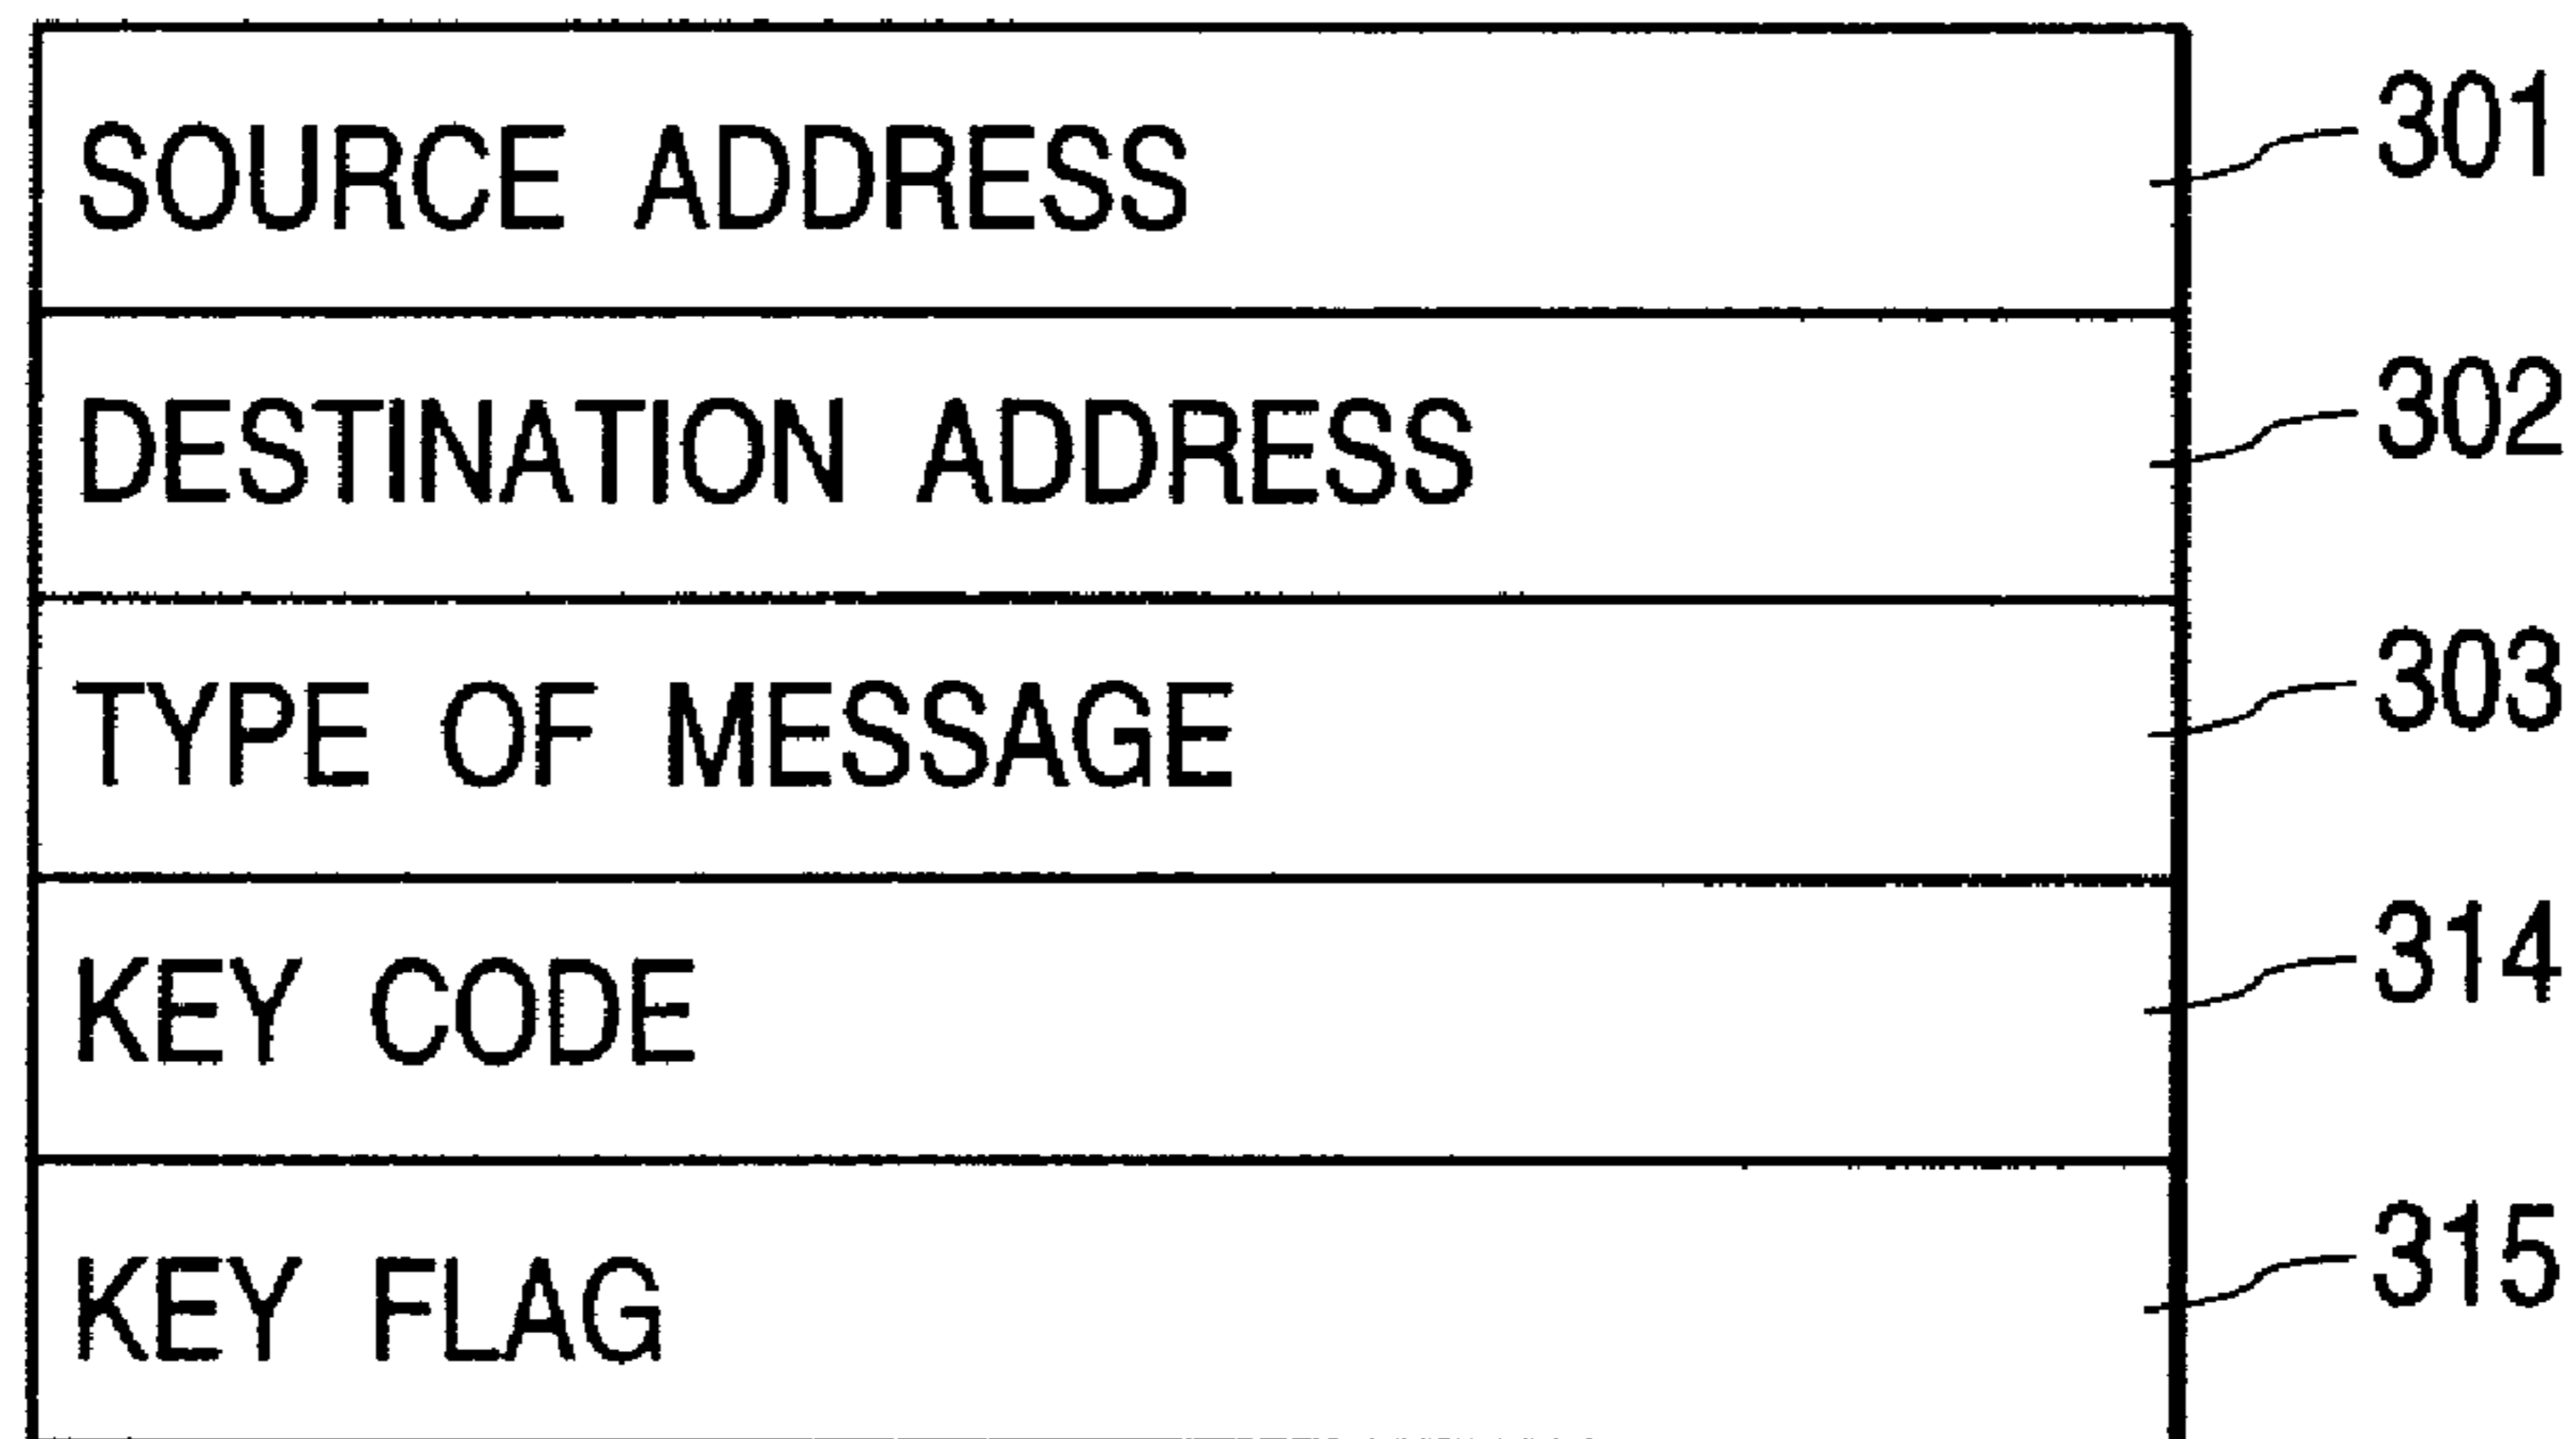 SOURCE ADDRESS 301
DESTINATION ADDRESS 302
TYPE OF MESSAGE 303
KEY CODE 314
KEY FLAG 315